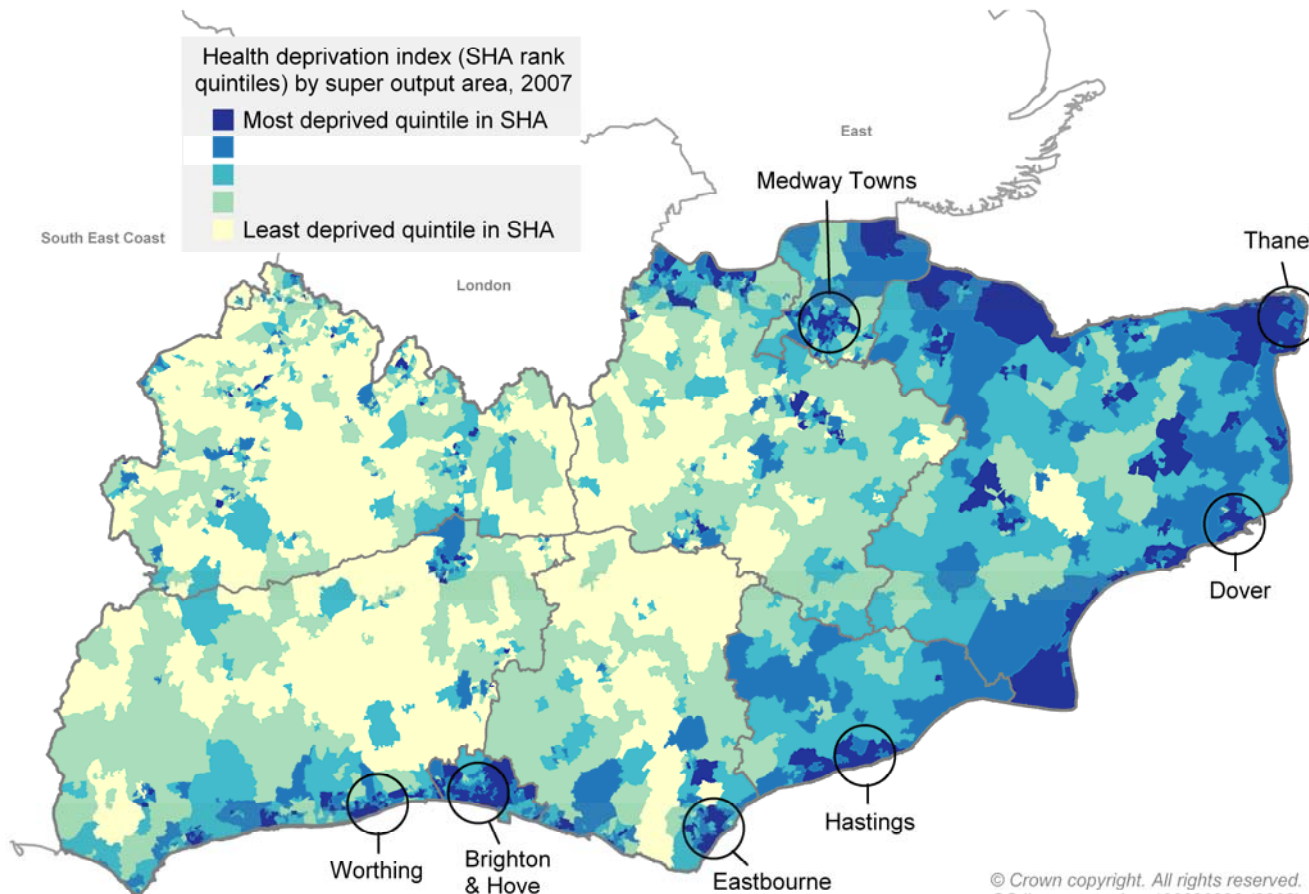 Health deprivation index (SHA rank
quintiles) by super output area, 2007
Most deprived quintile in SHA
Least deprived quintile in SHA
East
Medway Towns
South East Coast
Thane
London
Dover
Hastings
Worthing
Brighton
& Hove
Eastbourne
© Crown copyright. All rights reserved.